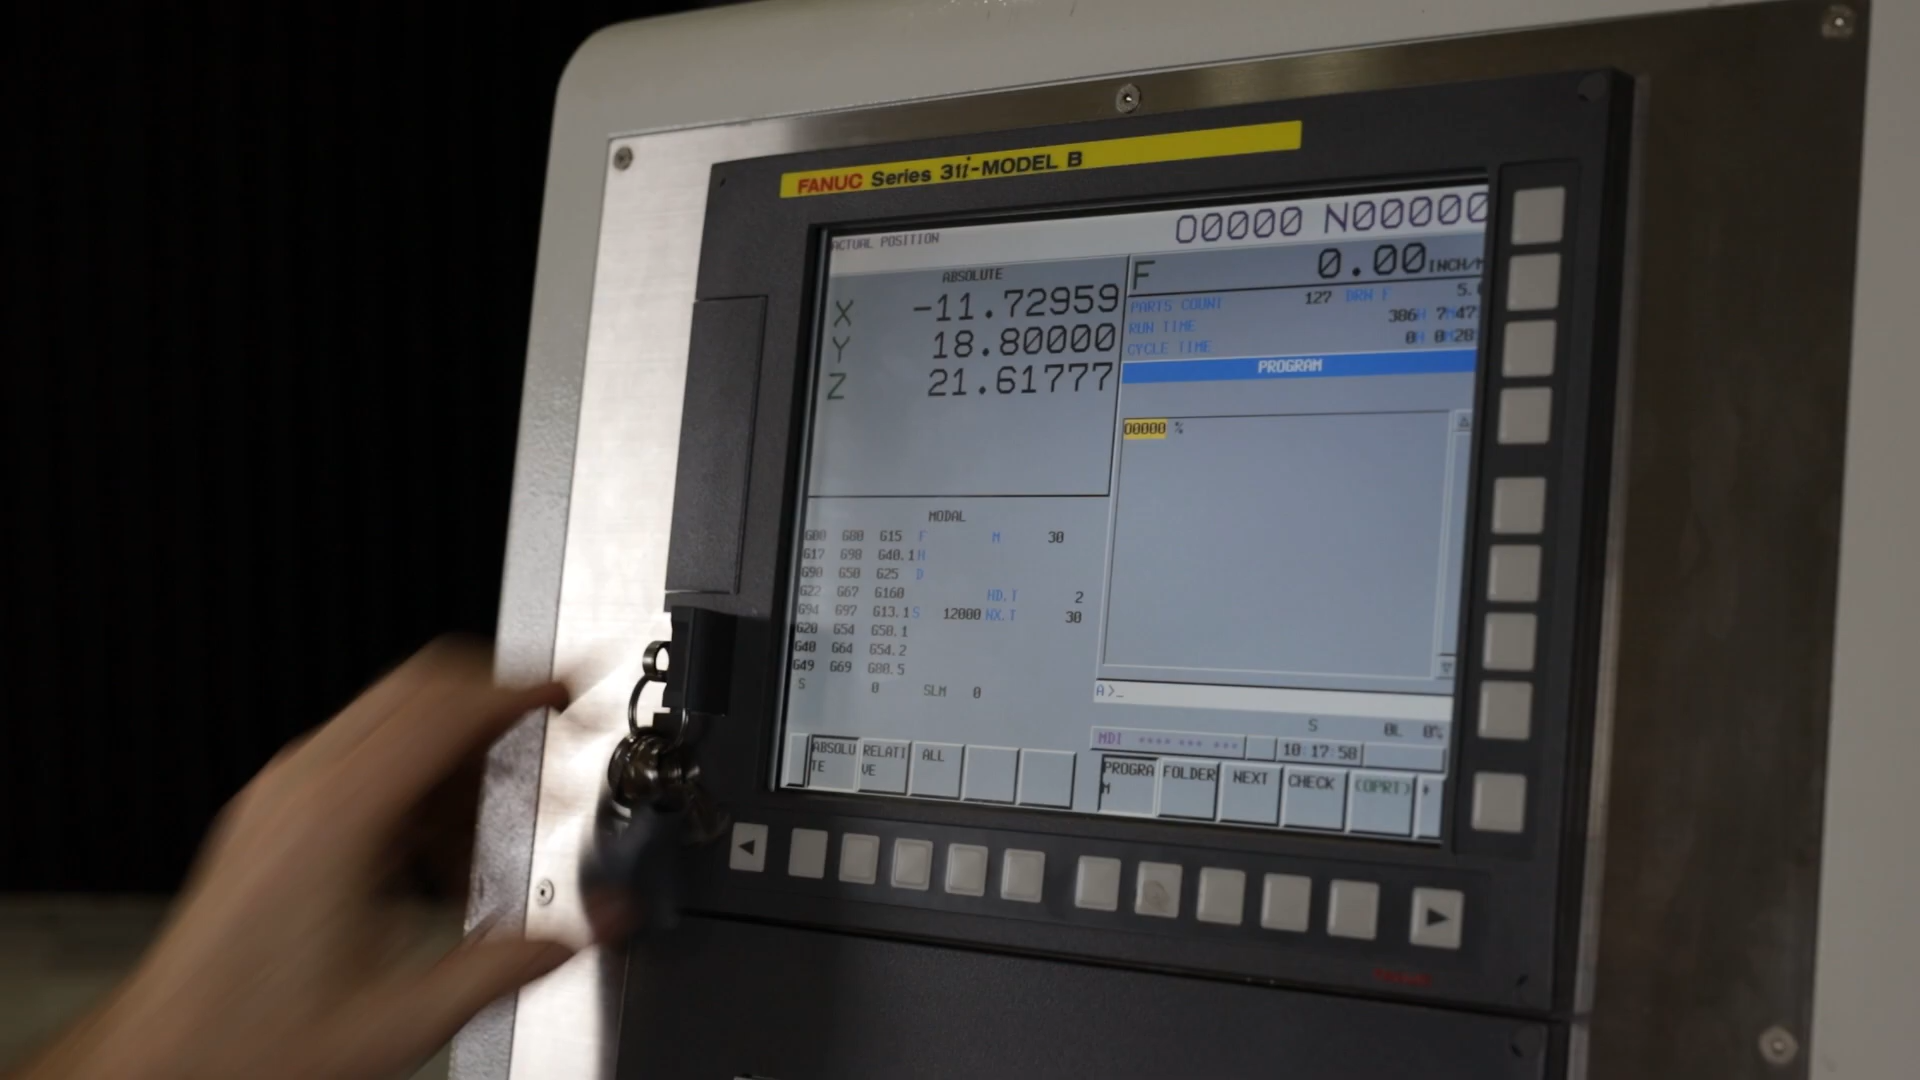 FANUC Series 31i-MODEL B
ACTUAL POSITION
O0000 N00000
ABSOLUTE
X -11.72959
Y 18.80000
Z 21.61777
F 0.00 INCH/M
PARTS COUNT 127 DRN F 5.
RUN TIME 386H 7M47
CYCLE TIME 0H 0M28
PROGRAM
O0000 %
MODAL
G00 G80 G15 F M 30
G17 G98 G40.1 H
G90 G50 G25 D
G22 G67 G160 HD.T 2
G94 G97 G13.1 S 12000 NX.T 30
G20 G54 G50.1
G40 G64 G54.2
G49 G69 G80.5
S 0 SLM 0
A>_
S 0L 0%
MDI **** *** *** 10:17:58
ABSOLUTE RELATIVE ALL
PROGRAM FOLDER NEXT CHECK (OPRT) +